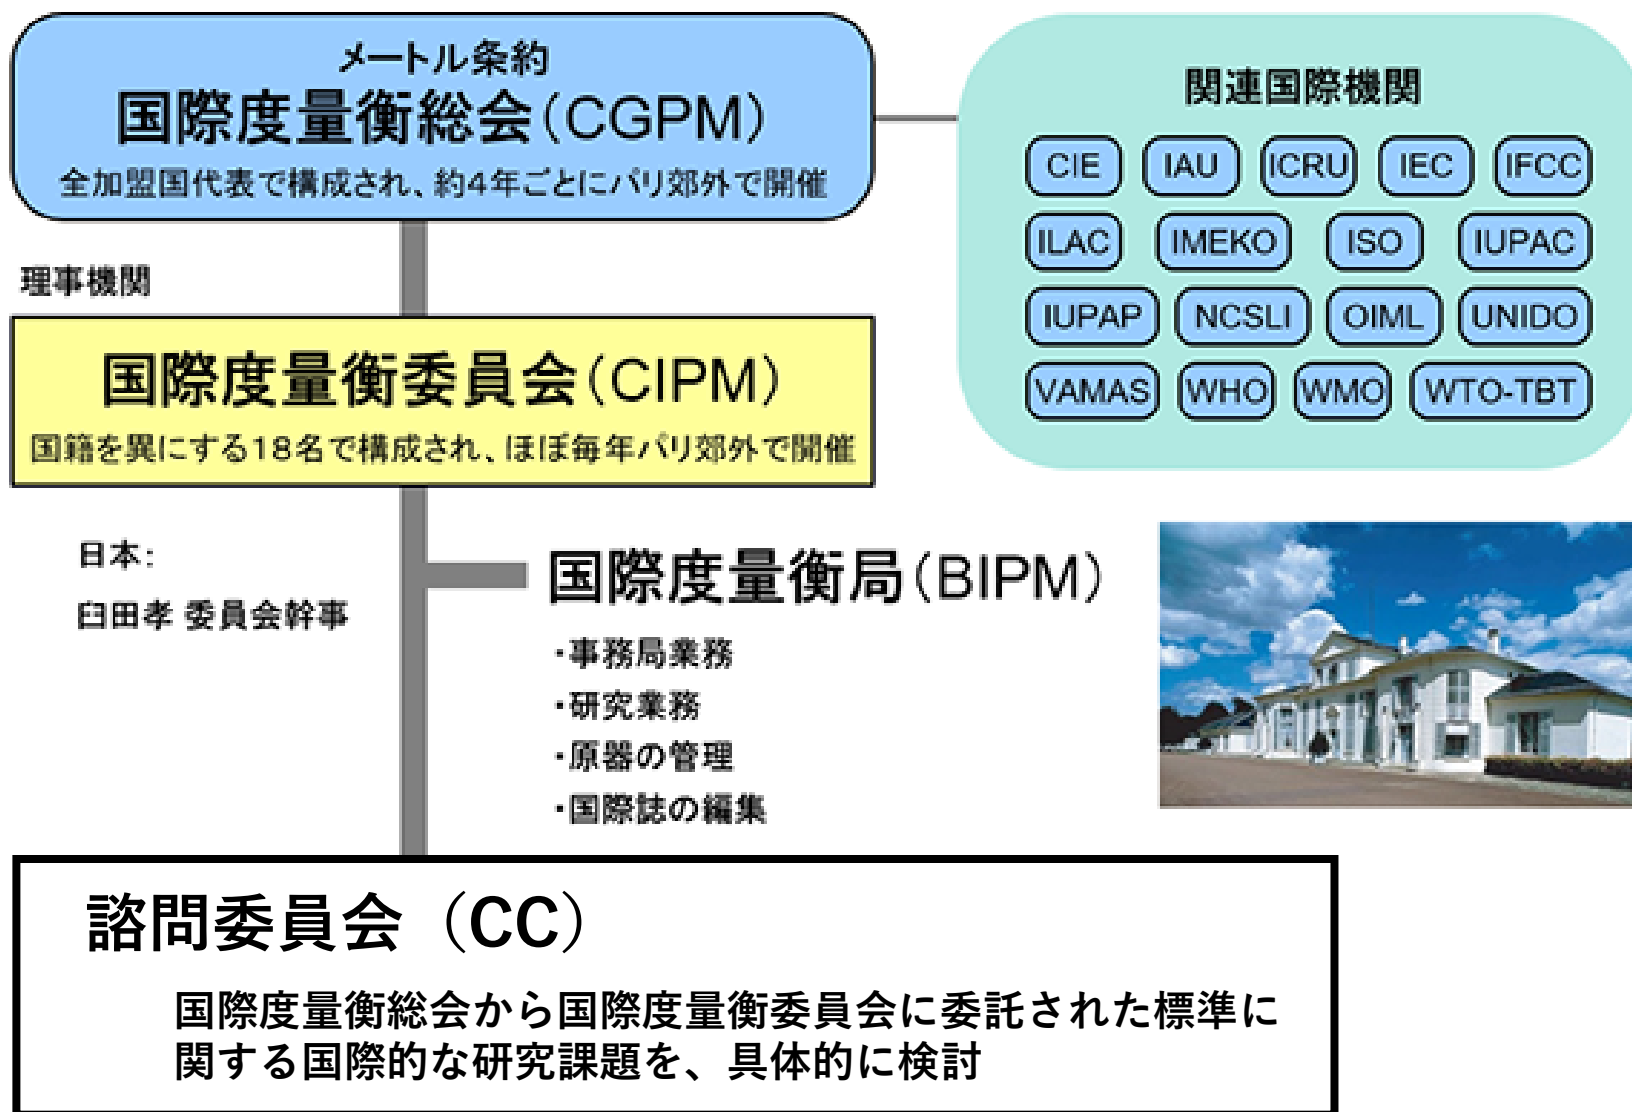 メートル条約
国際度量衡総会(CGPM)
全加盟国代表で構成され、約4年ごとにパリ郊外で開催
関連国際機関
CIE IAU ICRU IEC IFCC
ILAC IMEKO ISO IUPAC
IUPAP NCSLI OIML UNIDO
VAMAS WHO WMO WTO-TBT
理事機関
国際度量衡委員会(CIPM)
国籍を異にする18名で構成され、ほぼ毎年パリ郊外で開催
日本:
臼田孝 委員会幹事
国際度量衡局(BIPM)
・事務局業務
・研究業務
・原器の管理
・国際誌の編集
諮問委員会（CC）
国際度量衡総会から国際度量衡委員会に委託された標準に
関する国際的な研究課題を、具体的に検討